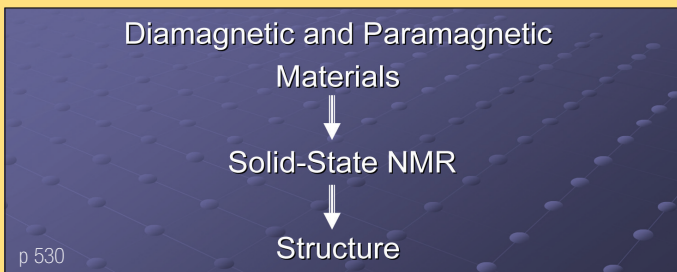 Diamagnetic and Paramagnetic
Materials
Solid-State NMR
Structure
p 530